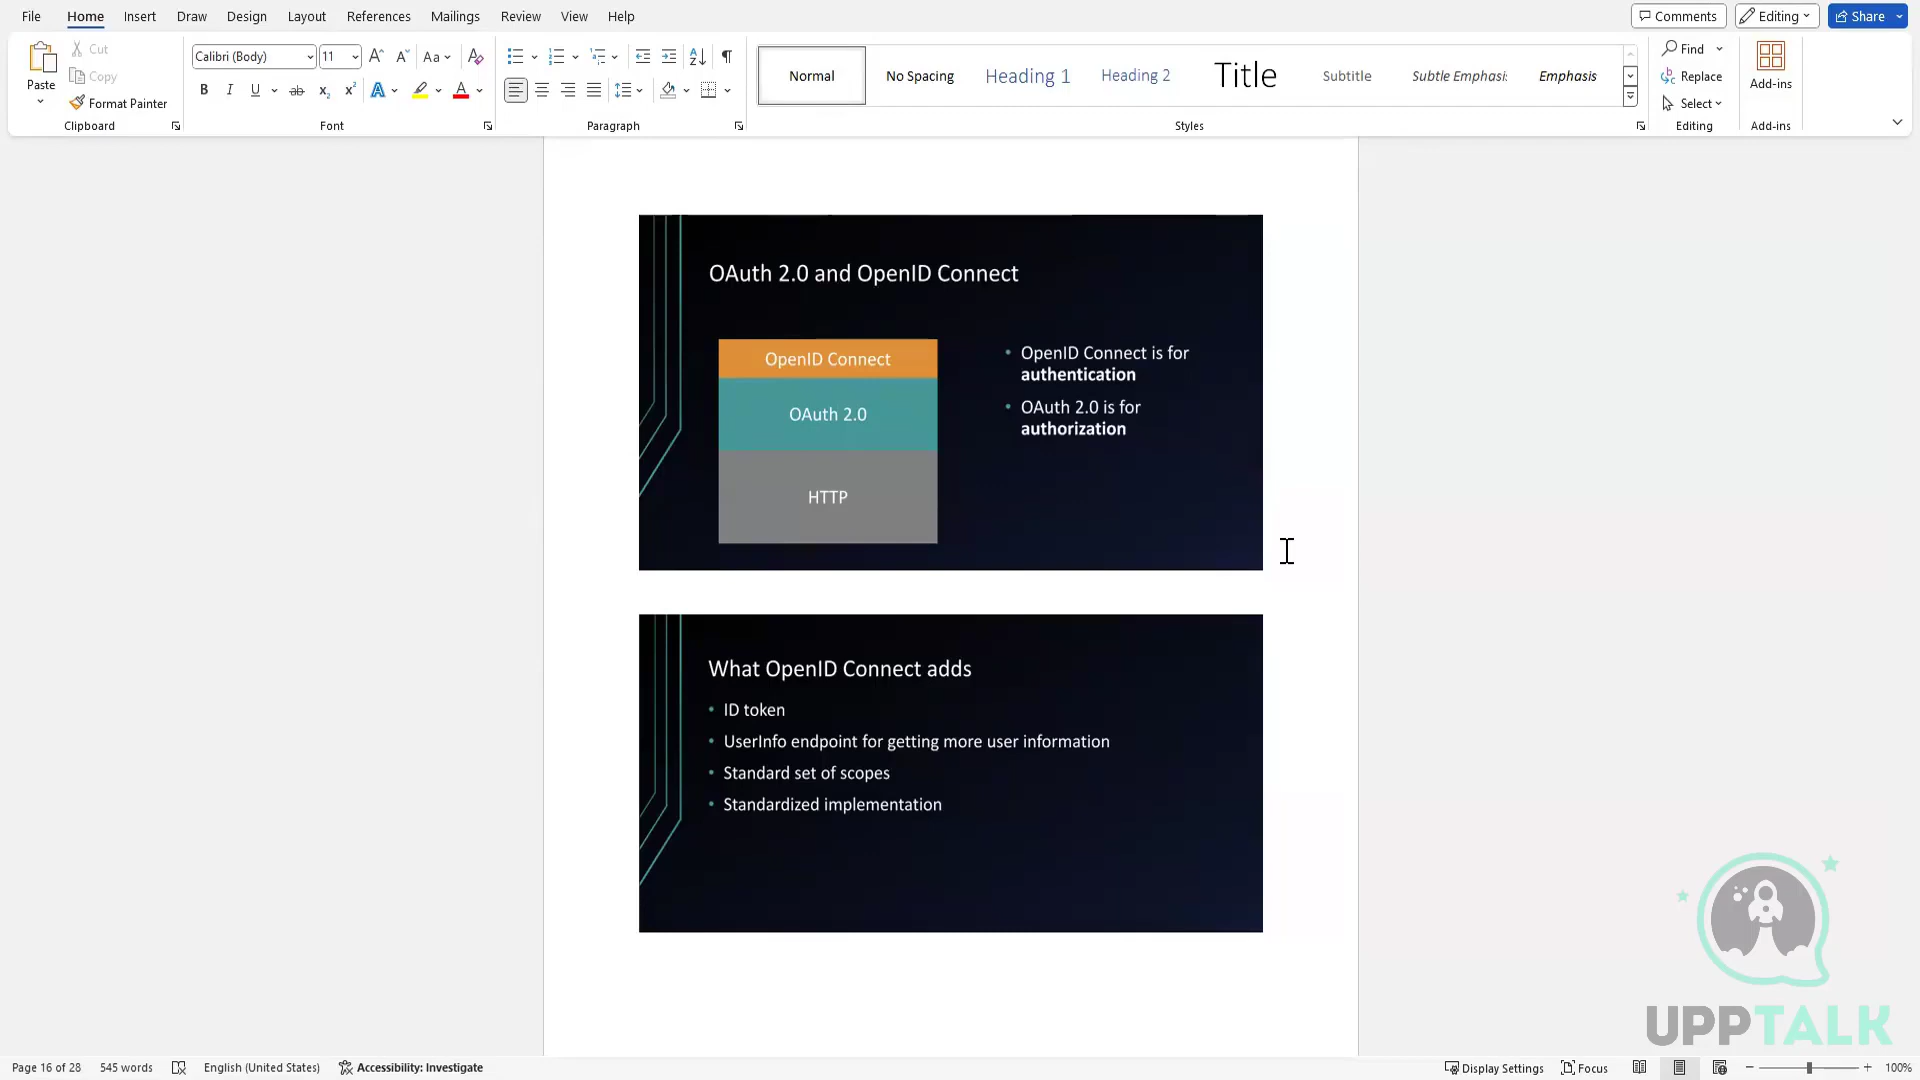 File Home Insert Draw Design Layout References Mailings Review View Help
Comments Editing Share
Paste
Cut
Copy
Format Painter
Clipboard
Calibri (Body) 11
Font
Paragraph
Normal No Spacing Heading 1 Heading 2 Title Subtitle Subtle Emphasi: Emphasis
Styles
Find
Replace
Select
Editing
Add-ins
Add-ins
OAuth 2.0 and OpenID Connect
OpenID Connect
OAuth 2.0
HTTP
• OpenID Connect is for
authentication
• OAuth 2.0 is for
authorization
What OpenID Connect adds
• ID token
• UserInfo endpoint for getting more user information
• Standard set of scopes
• Standardized implementation
UPPTALK
Page 16 of 28 545 words English (United States) Accessibility: Investigate
Display Settings Focus 100%